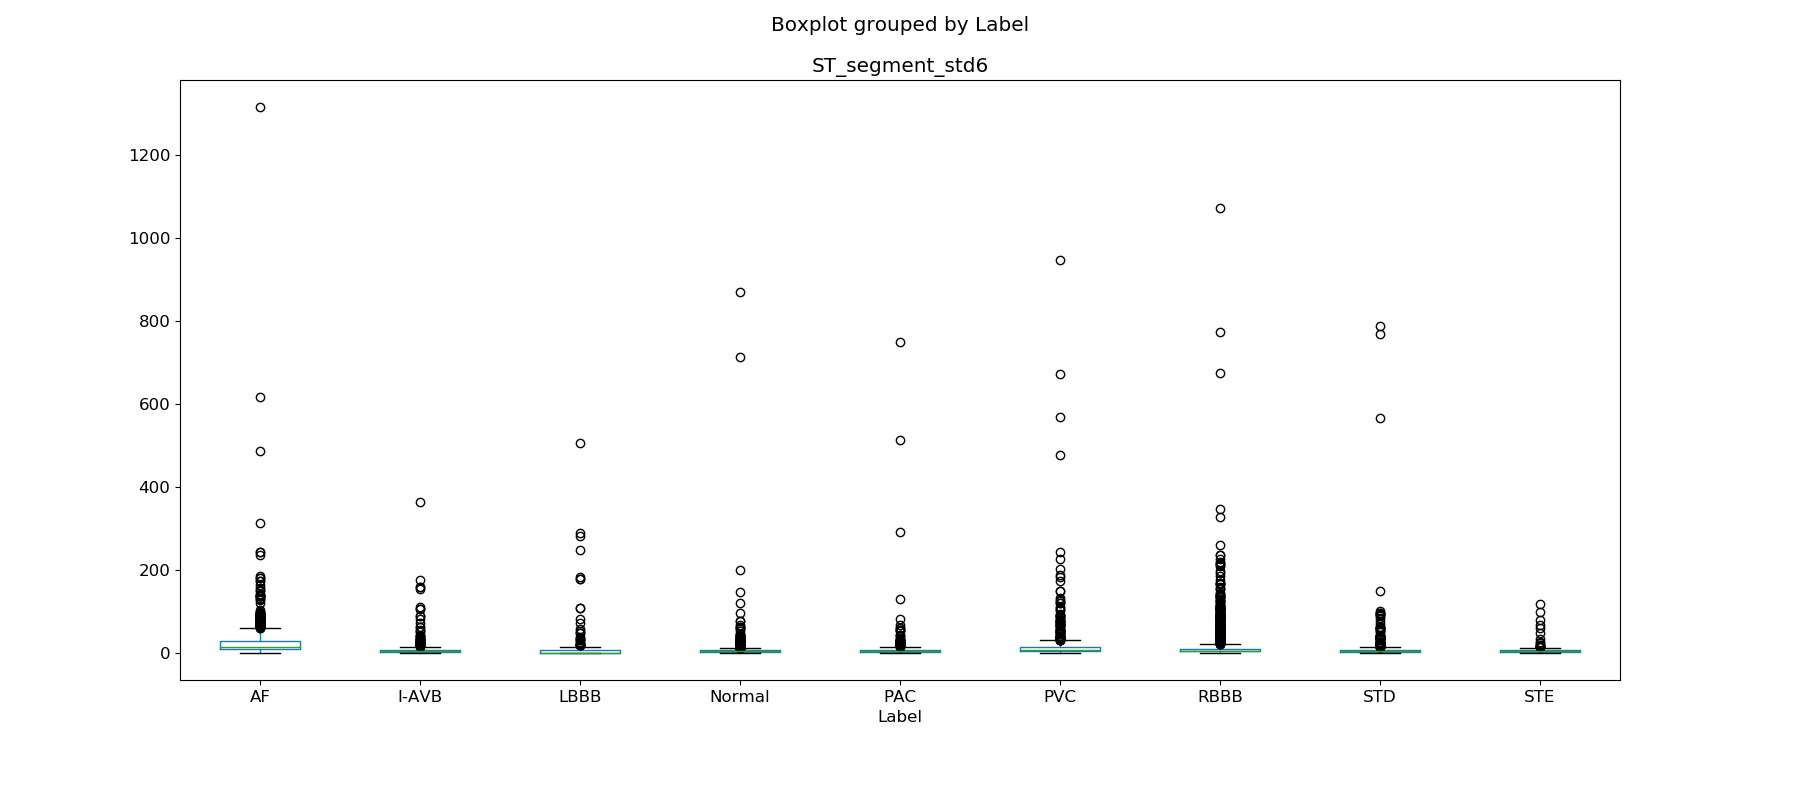 Boxplot grouped by Label
ST_segment_std6
1200
1000
800
600
400
200
0
AF I-AVB LBBB Normal PAC PVC RBBB STD STE
Label